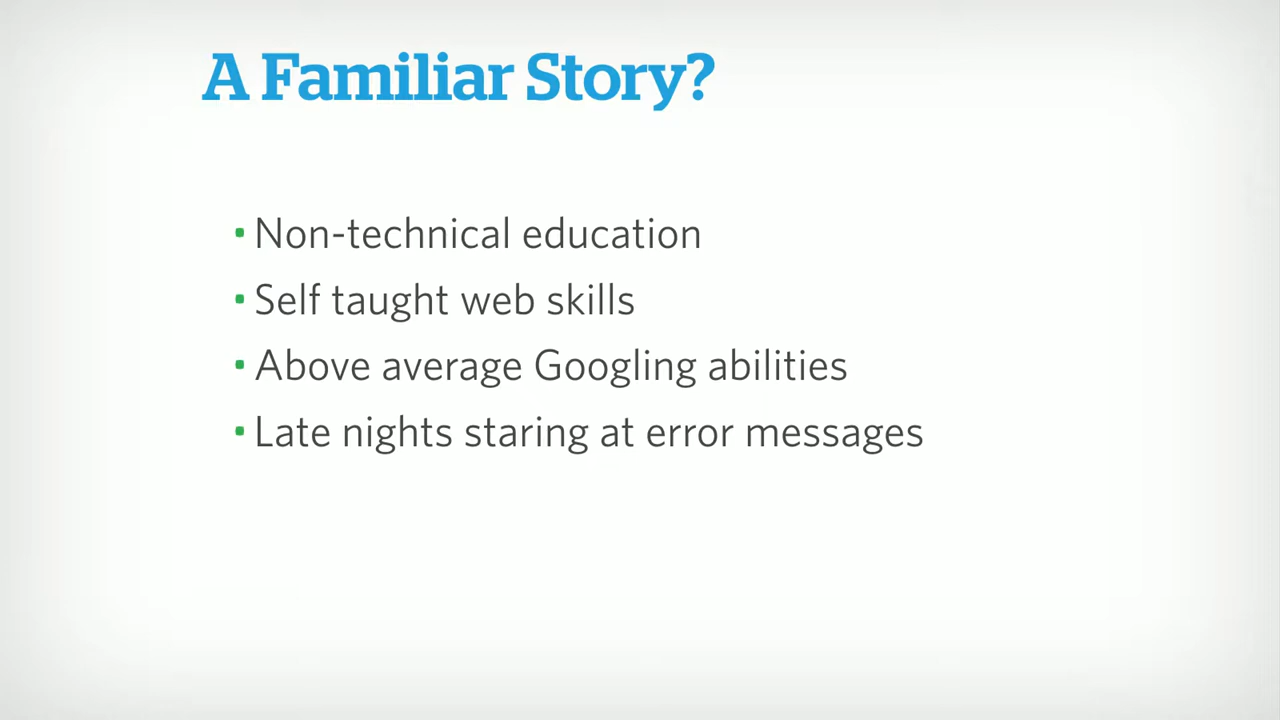 A Familiar Story?
• Non-technical education
• Self taught web skills
• Above average Googling abilities
• Late nights staring at error messages